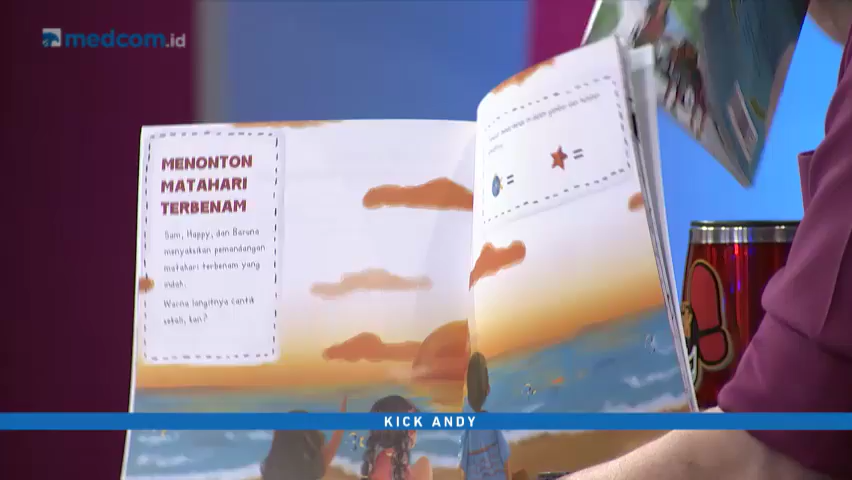 medcom.id
MENONTON
MATAHARI
TERBENAM
Sam, Happy, dan Baruna
menyaksikan pemandangan
matahari terbenam yang
indah.
Warna langitnya cantik
sekali, kan?
=
=
KICK ANDY